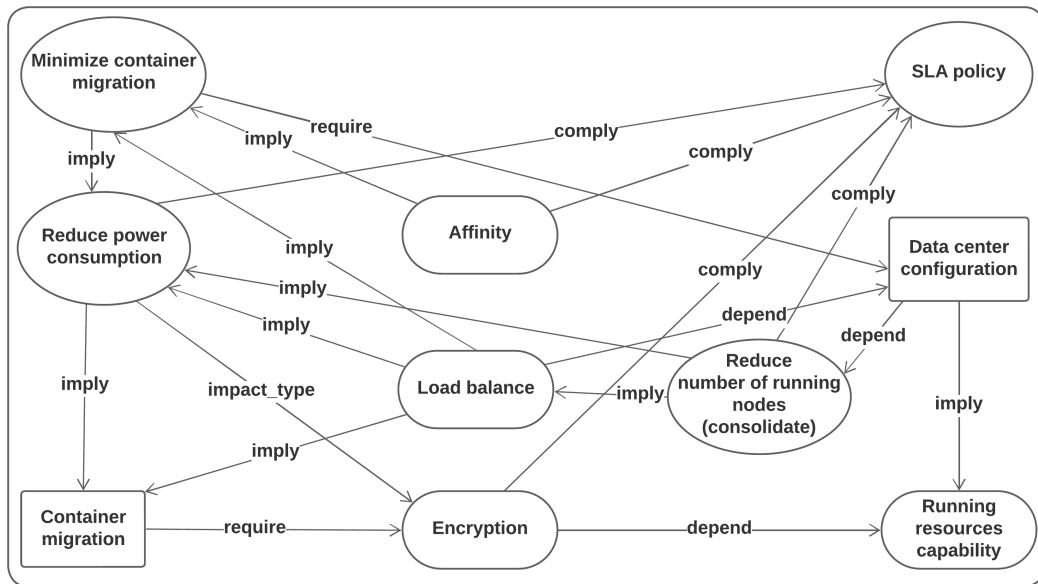 Minimize container
migration
SLA policy
require
imply
comply
imply
comply
comply
Affinity
Reduce power
consumption
imply
Data center
configuration
comply
imply
depend
imply
depend
Reduce
number of running
nodes
(consolidate)
imply
impact_type
Load balance
imply
imply
imply
Container
migration
require
Encryption
depend
Running
resources
capability